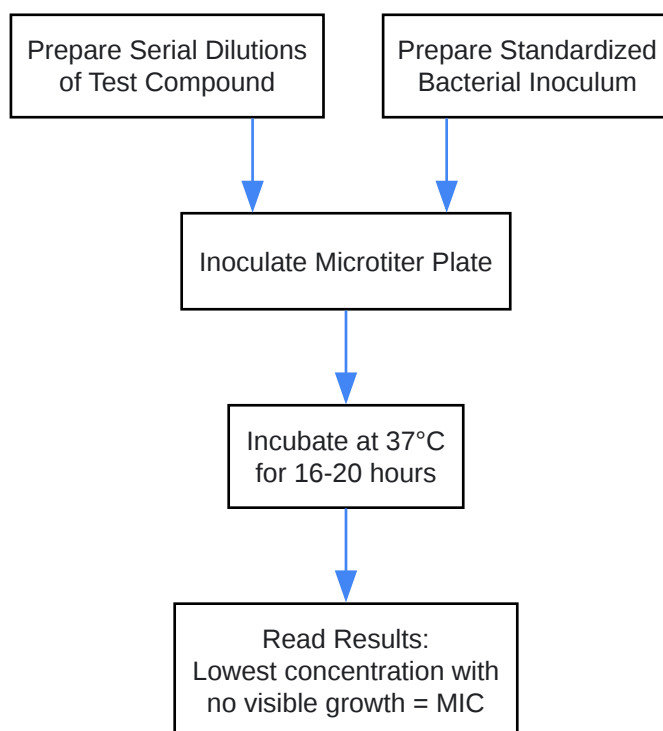 Prepare Serial Dilutions
of Test Compound
Prepare Standardized
Bacterial Inoculum
Inoculate Microtiter Plate
Incubate at 37°C
for 16-20 hours
Read Results:
Lowest concentration with
no visible growth = MIC